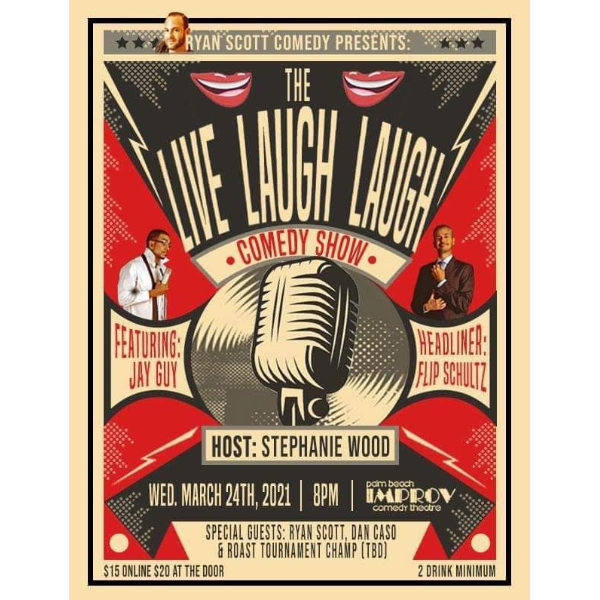 RYAN SCOTT COMEDY PRESENTS:
THE
LIVE LAUGH LAUGH
• COMEDY SHOW •
FEATURING:
JAY GUY
HEADLINER:
FLIP SCHULTZ
HOST: STEPHANIE WOOD
WED. MARCH 24TH, 2021 | 8PM |
palm beach
IMPROV
comedy theatre
SPECIAL GUESTS: RYAN SCOTT, DAN CASO
& ROAST TOURNAMENT CHAMP (TBD)
$15 ONLINE $20 AT THE DOOR
2 DRINK MINIMUM